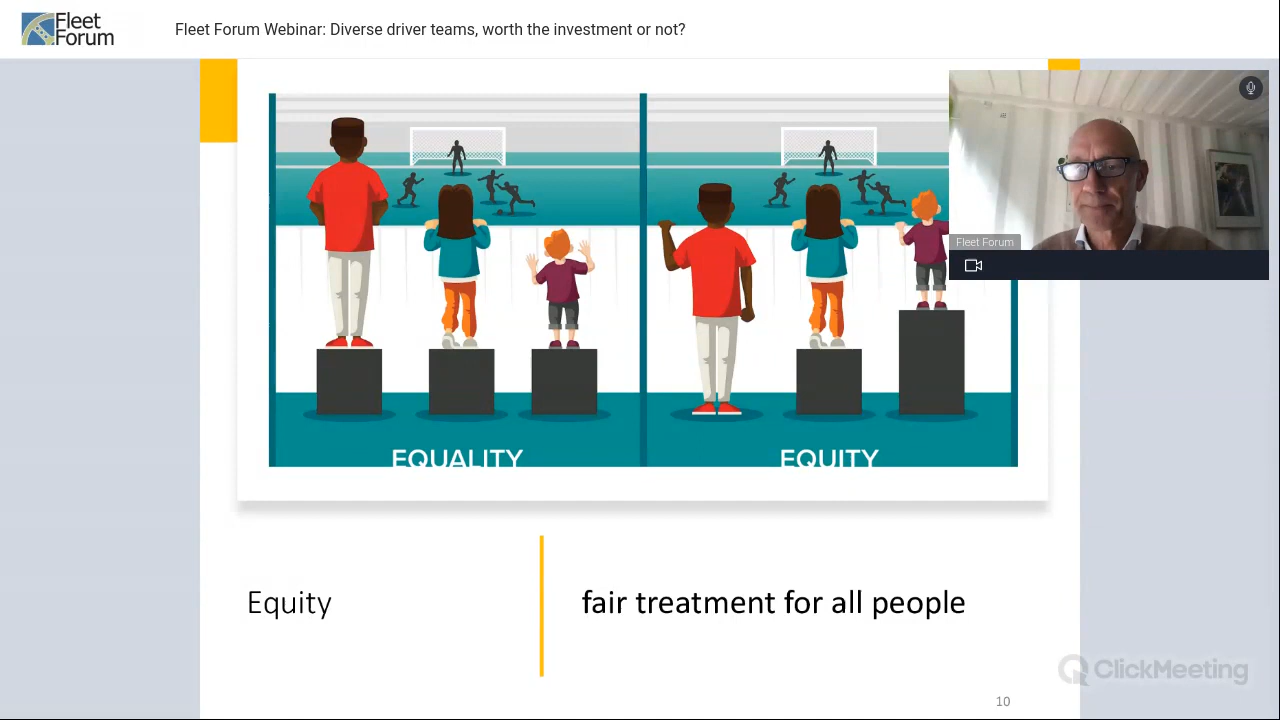 Fleet
Forum
Fleet Forum Webinar: Diverse driver teams, worth the investment or not?
Fleet Forum
EQUALITY
EQUITY
Equity
fair treatment for all people
ClickMeeting
10